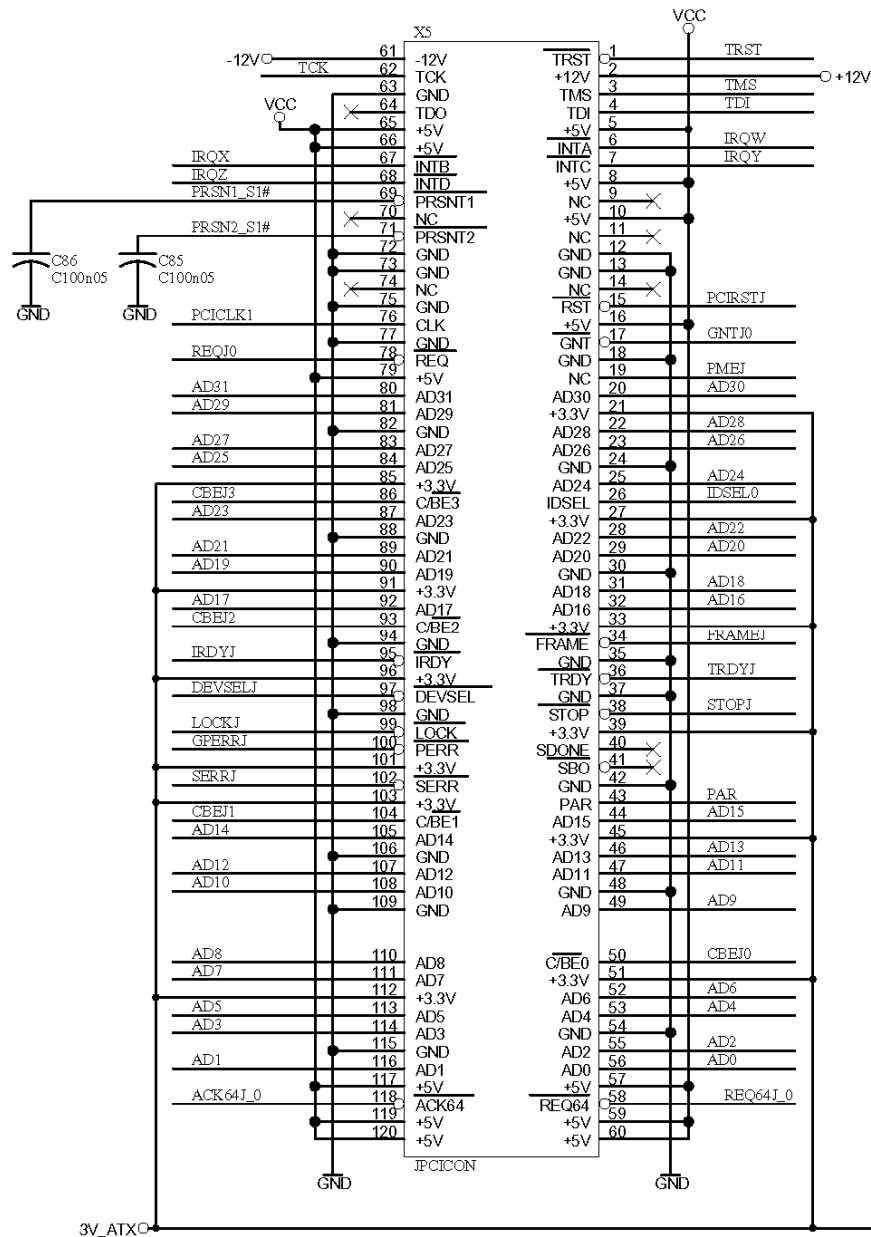 VCC
X5
-12V 61 -12V TRST 1 TRST
TCK 62 TCK +12V 2 +12V
63 GND TMS 3 TMS
64 TDO TDI 4 TDI
VCC 65 +5V +5V 5
66 +5V INTA 6 IRQW
IRQX 67 INTB INTC 7 IRQY
IRQZ 68 INTD +5V 8
PRSN1_S1# 69 PRSNT1 NC 9
70 NC +5V 10
PRSN2_S1# 71 PRSNT2 NC 11
72 GND GND 12
C86 C85 73 GND GND 13
C100n05 C100n05 74 NC NC 14
GND GND 75 GND RST 15 PCIRSTJ
PCICLK1 76 CLK +5V 16
77 GND GNT 17 GNTJ0
REQJ0 78 REQ GND 18
79 +5V NC 19 PMEJ
AD31 80 AD31 AD30 20 AD30
AD29 81 AD29 +3.3V 21
82 GND AD28 22 AD28
AD27 83 AD27 AD26 23 AD26
AD25 84 AD25 GND 24
85 +3.3V AD24 25 AD24
CBEJ3 86 C/BE3 IDSEL 26 IDSEL0
AD23 87 AD23 +3.3V 27
88 GND AD22 28 AD22
AD21 89 AD21 AD20 29 AD20
AD19 90 AD19 GND 30
91 +3.3V AD18 31 AD18
AD17 92 AD17 AD16 32 AD16
CBEJ2 93 C/BE2 +3.3V 33
94 GND FRAME 34 FRAMEJ
IRDYJ 95 IRDY GND 35
96 +3.3V TRDY 36 TRDYJ
DEVSELJ 97 DEVSEL GND 37
98 GND STOP 38 STOPJ
LOCKJ 99 LOCK +3.3V 39
GPERRJ 100 PERR SDONE 40
101 +3.3V SBO 41
SERRJ 102 SERR GND 42
103 +3.3V PAR 43 PAR
CBEJ1 104 C/BE1 AD15 44 AD15
AD14 105 AD14 +3.3V 45
106 GND AD13 46 AD13
AD12 107 AD12 AD11 47 AD11
AD10 108 AD10 GND 48
109 GND AD9 49 AD9
AD8 110 AD8 C/BE0 50 CBEJ0
AD7 111 AD7 +3.3V 51
112 +3.3V AD6 52 AD6
AD5 113 AD5 AD4 53 AD4
AD3 114 AD3 GND 54
115 GND AD2 55 AD2
AD1 116 AD1 AD0 56 AD0
117 +5V +5V 57
ACK64J_0 118 ACK64 REQ64 58 REQ64J_0
119 +5V +5V 59
120 +5V +5V 60
JPCICON
GND GND
3V_ATX